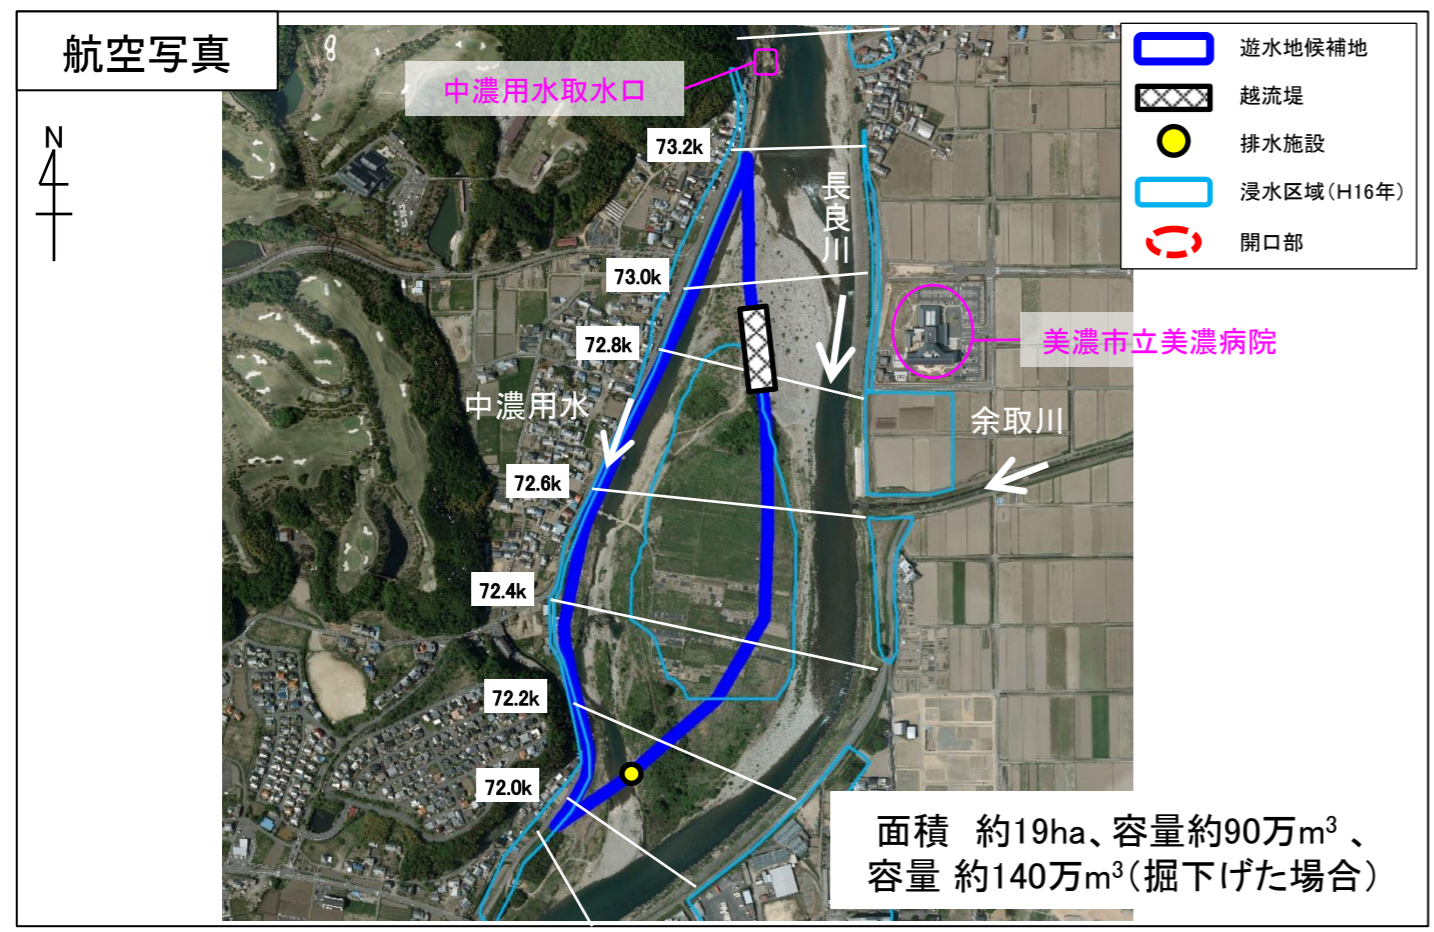 航空写真
N
中濃用水取水口
遊水地候補地
越流堤
排水施設
浸水区域（H16年）
開口部
73.2k
長良川
73.0k
72.8k
美濃市立美濃病院
中濃用水
余取川
72.6k
72.4k
72.2k
72.0k
面積　約19ha、容量約90万m³ 、
容量 約140万m³（掘下げた場合）